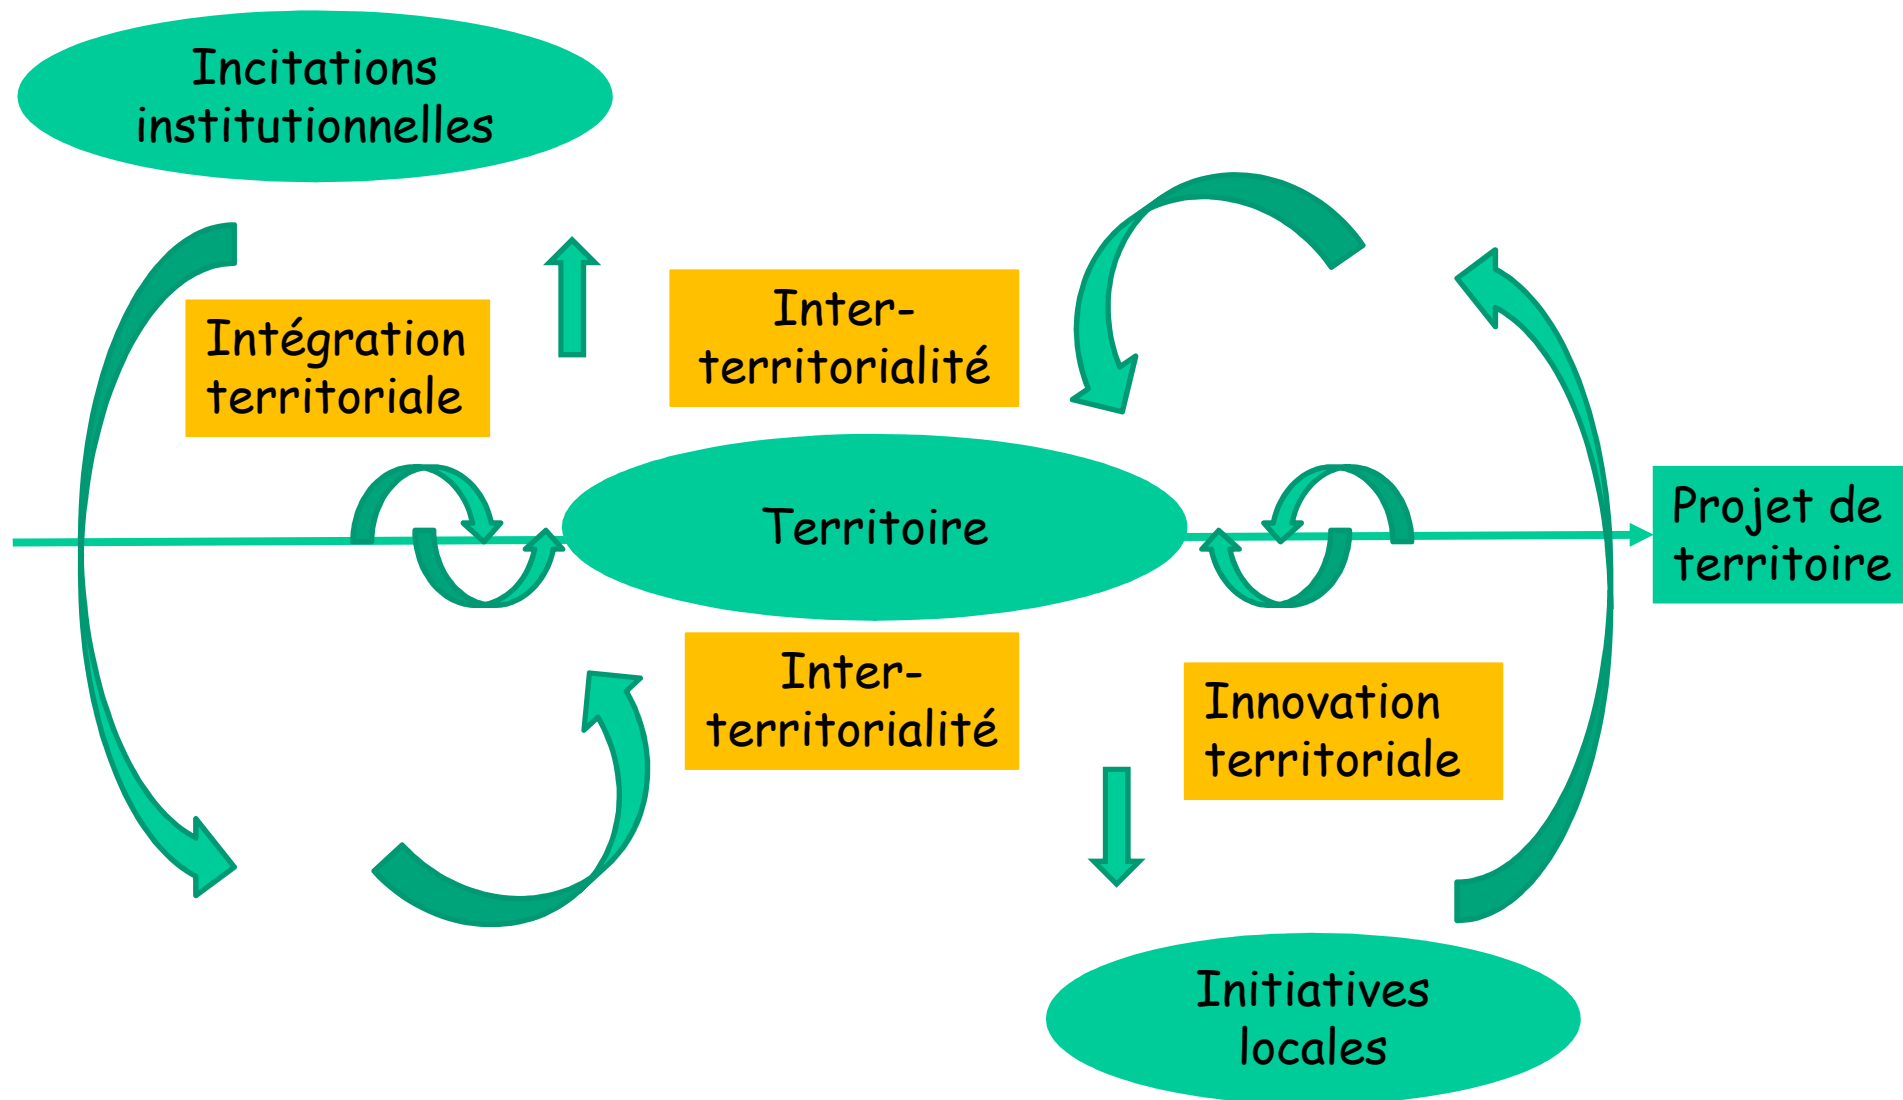 Incitations
institutionnelles
Intégration
territoriale
Inter-
territorialité
Territoire
Projet de
territoire
Inter-
territorialité
Innovation
territoriale
Initiatives
locales